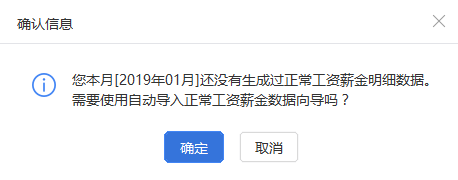 确认信息
您本月[2019年01月]还没有生成过正常工资薪金明细数据。
需要使用自动导入正常工资薪金数据向导吗？
确定 取消